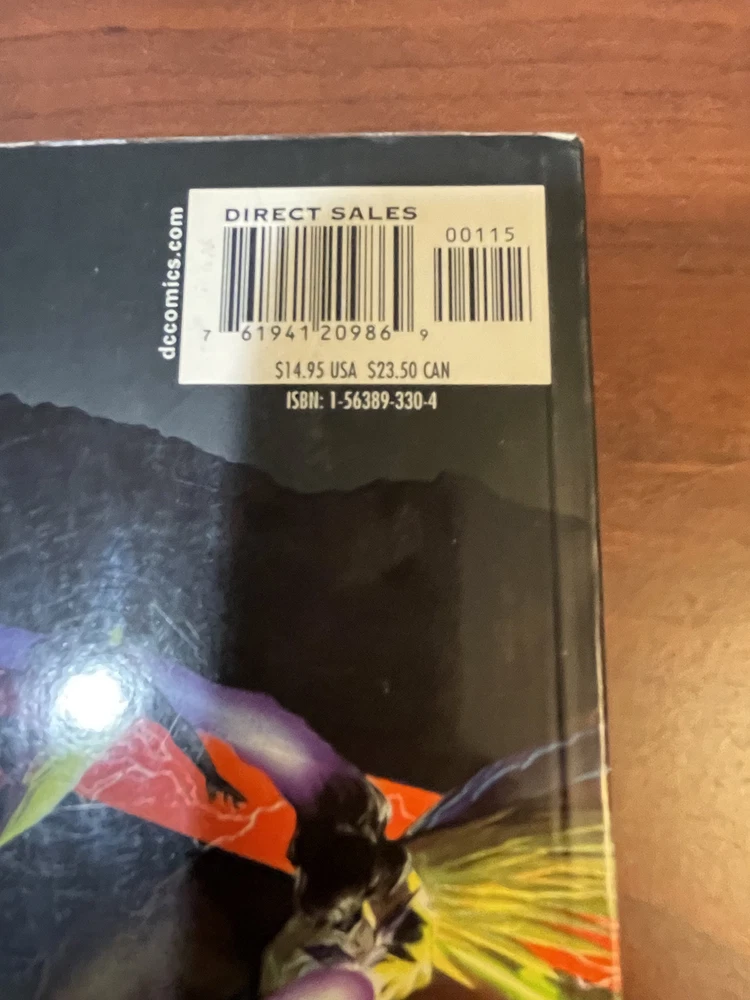 dccomics.com
DIRECT SALES
00115
7 61941 20986 9
$14.95 USA $23.50 CAN
ISBN: 1-56389-330-4